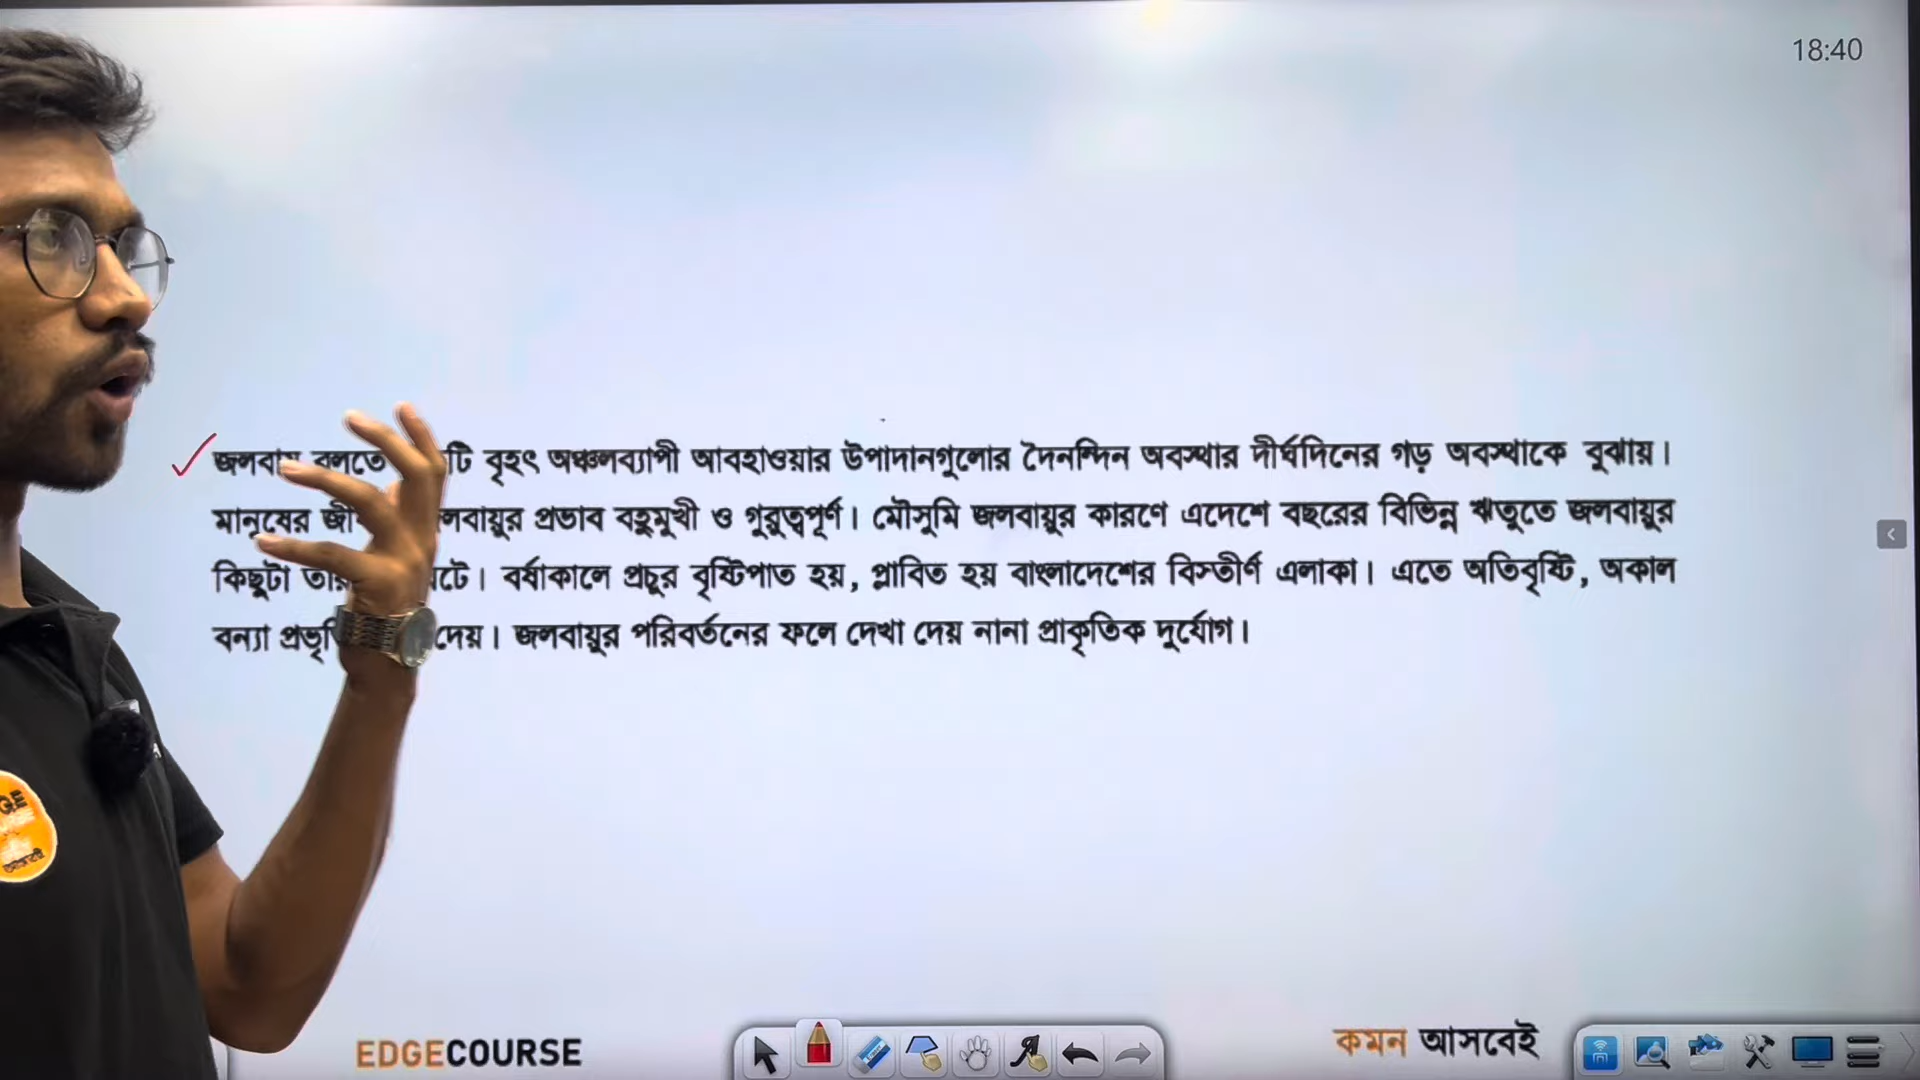 18:40
জলবায়ু বলতে টি বৃহৎ অঞ্চলব্যাপী আবহাওয়ার উপাদানগুলোর দৈনন্দিন অবস্থার দীর্ঘদিনের গড় অবস্থাকে বুঝায়।
মানুষের জী লবায়ুর প্রভাব বহুমুখী ও গুরুত্বপূর্ণ। মৌসুমি জলবায়ুর কারণে এদেশে বছরের বিভিন্ন ঋতুতে জলবায়ুর
কিছুটা তার টে। বর্ষাকালে প্রচুর বৃষ্টিপাত হয়, প্লাবিত হয় বাংলাদেশের বিস্তীর্ণ এলাকা। এতে অতিবৃষ্টি, অকাল
বন্যা প্রভৃতি দেয়। জলবায়ুর পরিবর্তনের ফলে দেখা দেয় নানা প্রাকৃতিক দুর্যোগ।
EDGECOURSE
কমন আসবেই